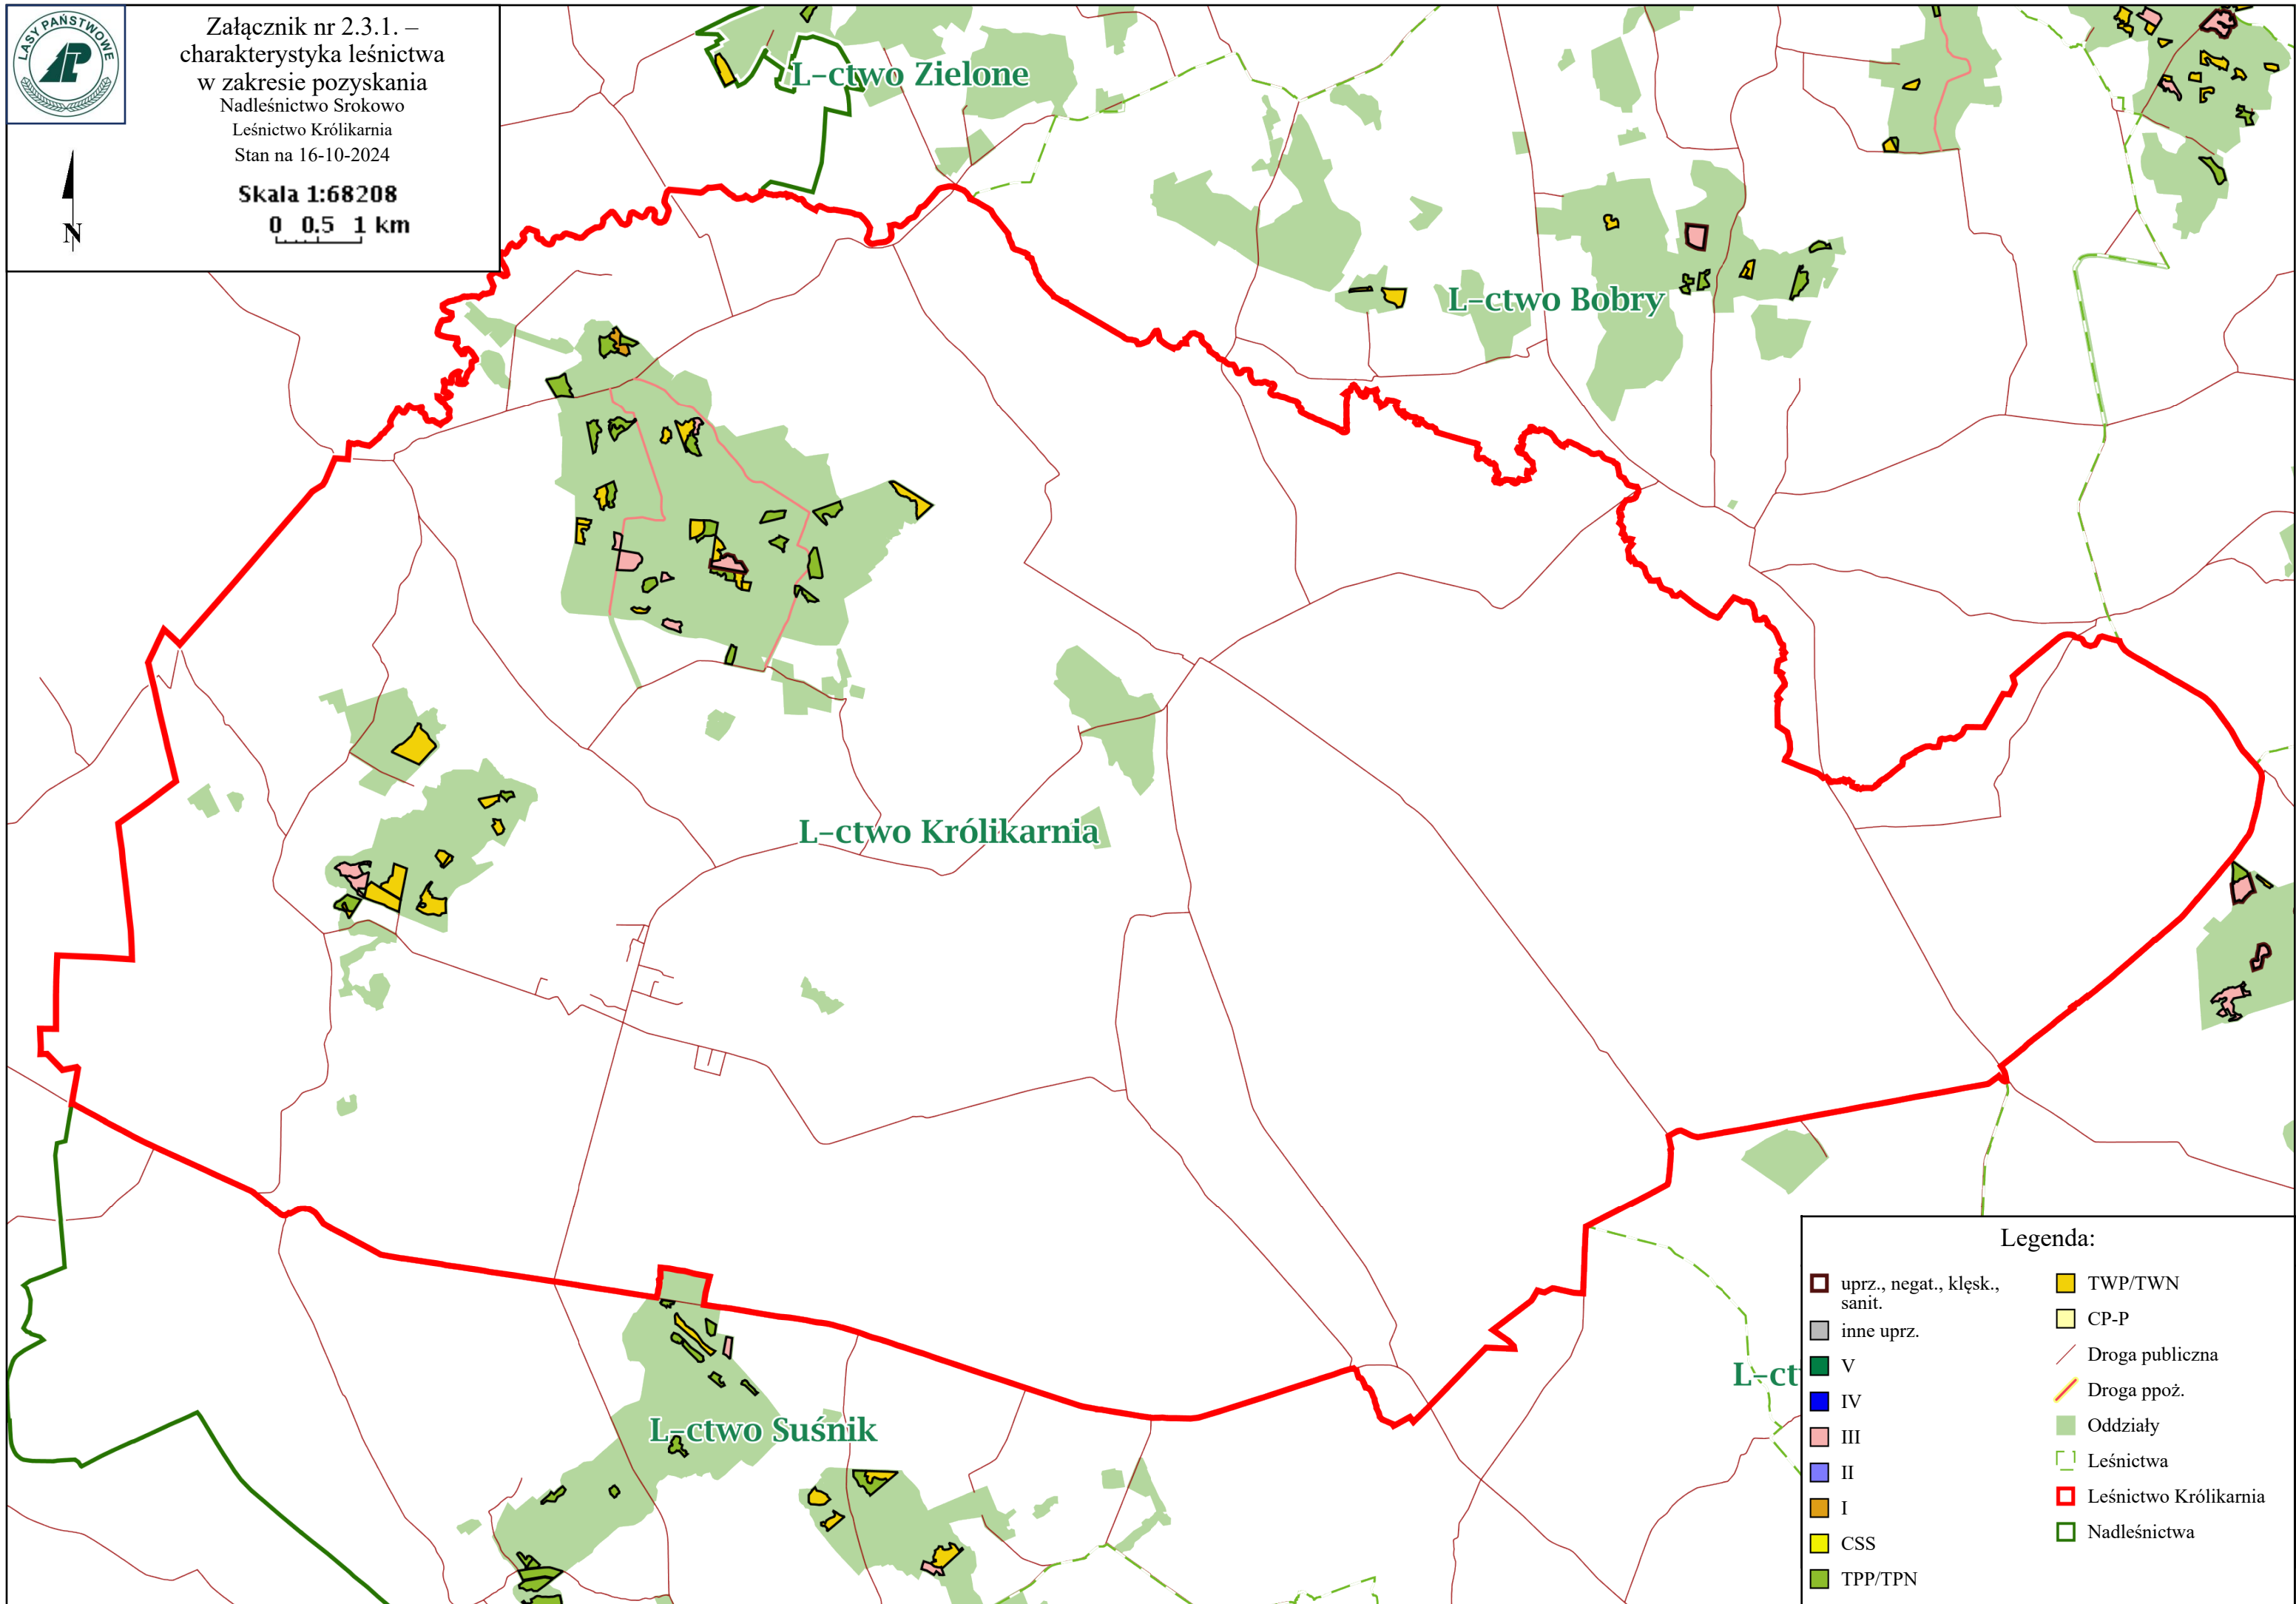 LASY PAŃSTWOWE
Załącznik nr 2.3.1. –
charakterystyka leśnictwa
w zakresie pozyskania
Nadleśnictwo Srokowo
Leśnictwo Królikarnia
Stan na 16-10-2024
Skala 1:68208
0 0.5 1 km
N
L-ctwo Zielone
L-ctwo Bobry
L-ctwo Królikarnia
L-ctwo Suśnik
L-ct
Legenda:
uprz., negat., klęsk.,
sanit.
inne uprz.
V
IV
III
II
I
CSS
TPP/TPN
TWP/TWN
CP-P
Droga publiczna
Droga ppoż.
Oddziały
Leśnictwa
Leśnictwo Królikarnia
Nadleśnictwa